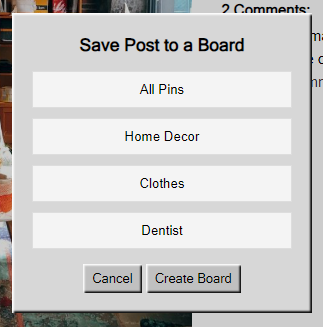 2 Comments:
Save Post to a Board
All Pins
Home Decor
Clothes
Dentist
Cancel
Create Board